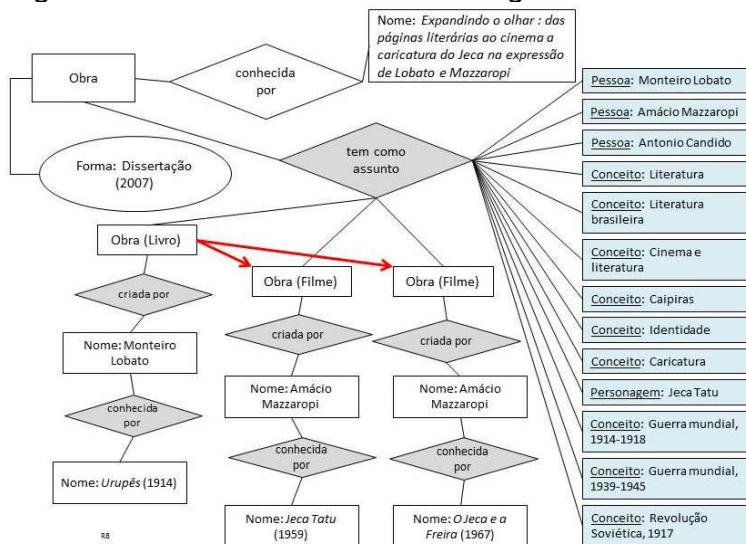 Nome: Expandindo o olhar : das
páginas literárias ao cinema a
caricatura do Jeca na expressão
de Lobato e Mazzaropi
Obra
conhecida
por
Forma: Dissertação
(2007)
tem como
assunto
Pessoa: Monteiro Lobato
Pessoa: Amácio Mazzaropi
Pessoa: Antonio Candido
Conceito: Literatura
Conceito: Literatura
brasileira
Conceito: Cinema e
literatura
Conceito: Caipiras
Conceito: Identidade
Conceito: Caricatura
Personagem: Jeca Tatu
Conceito: Guerra mundial,
1914-1918
Conceito: Guerra mundial,
1939-1945
Conceito: Revolução
Soviética, 1917
Obra (Livro)
criada por
Nome: Monteiro
Lobato
conhecida
por
Nome: Urupês (1914)
Obra (Filme)
criada por
Nome: Amácio
Mazzaropi
conhecida
por
Nome: Jeca Tatu
(1959)
Obra (Filme)
criada por
Nome: Amácio
Mazzaropi
conhecida
por
Nome: O Jeca e a
Freira (1967)